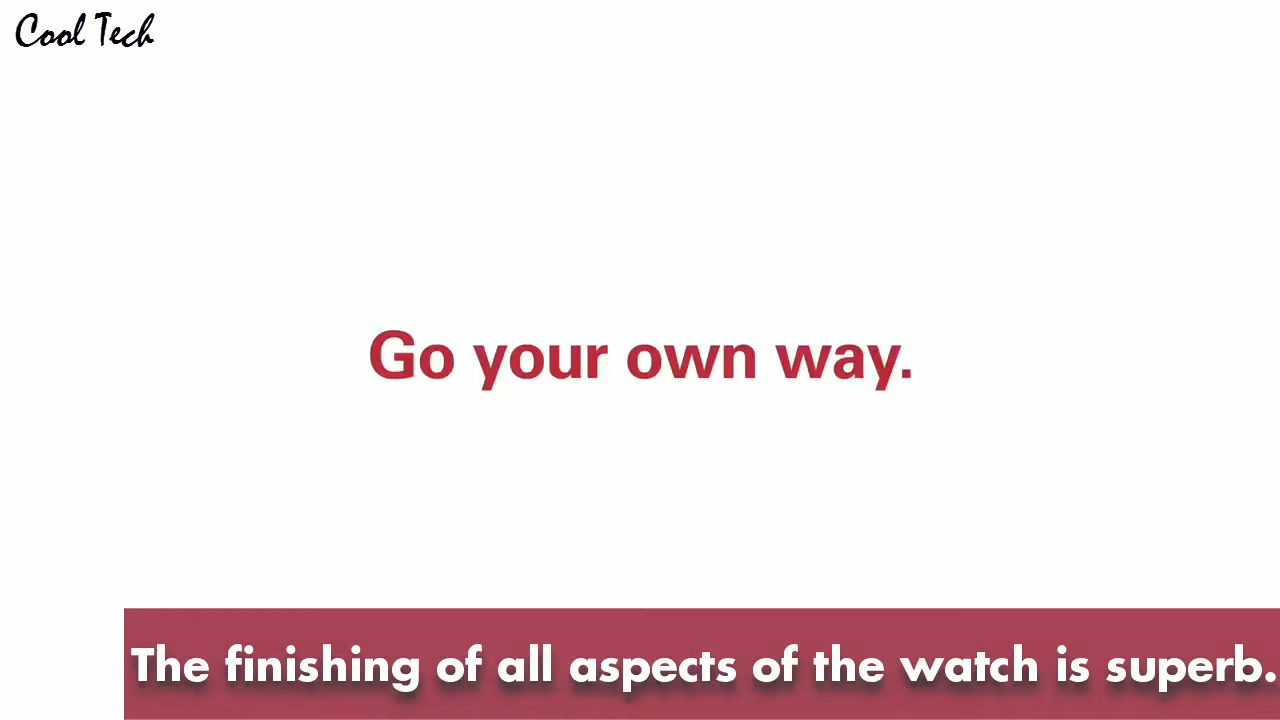 Cool Tech
Go your own way.
The finishing of all aspects of the watch is superb.